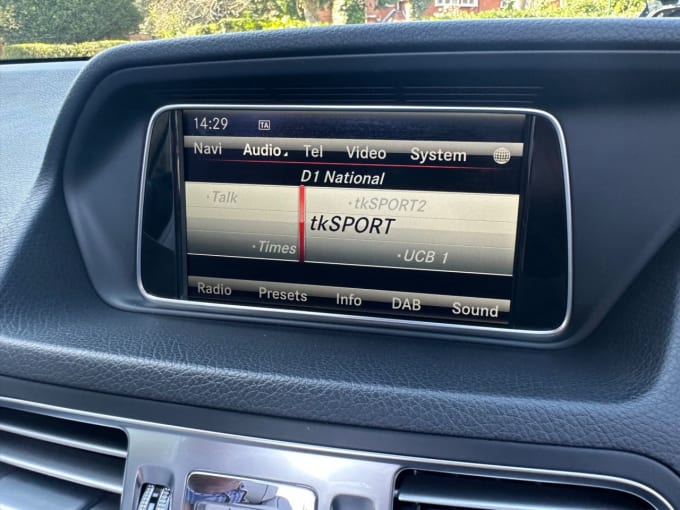 14:29 TA
Navi Audio Tel Video System
D1 National
·Talk ·tkSPORT2
tkSPORT
·Times ·UCB 1
Radio Presets Info DAB Sound